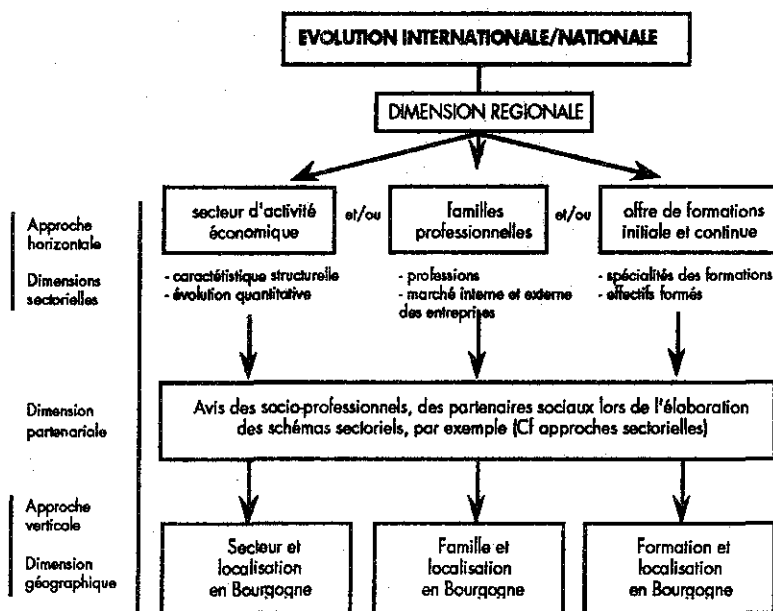 EVOLUTION INTERNATIONALE/NATIONALE
DIMENSION REGIONALE
Approche
horizontale
Dimensions
sectorielles
secteur d'activité
économique
et/ou
familles
professionnelles
et/ou
offre de formations
initiale et continue
- caractéristique structurelle
- évolution quantitative
- professions
- marché interne et externe
des entreprises
- spécialités des formations
- effectifs formés
Dimension
partenariale
Avis des socio-professionnels, des partenaires sociaux lors de l'élaboration
des schémas sectoriels, par exemple (Cf approches sectorielles)
Approche
verticale
Dimension
géographique
Secteur et
localisation
en Bourgogne
Famille et
localisation
en Bourgogne
Formation et
localisation
en Bourgogne